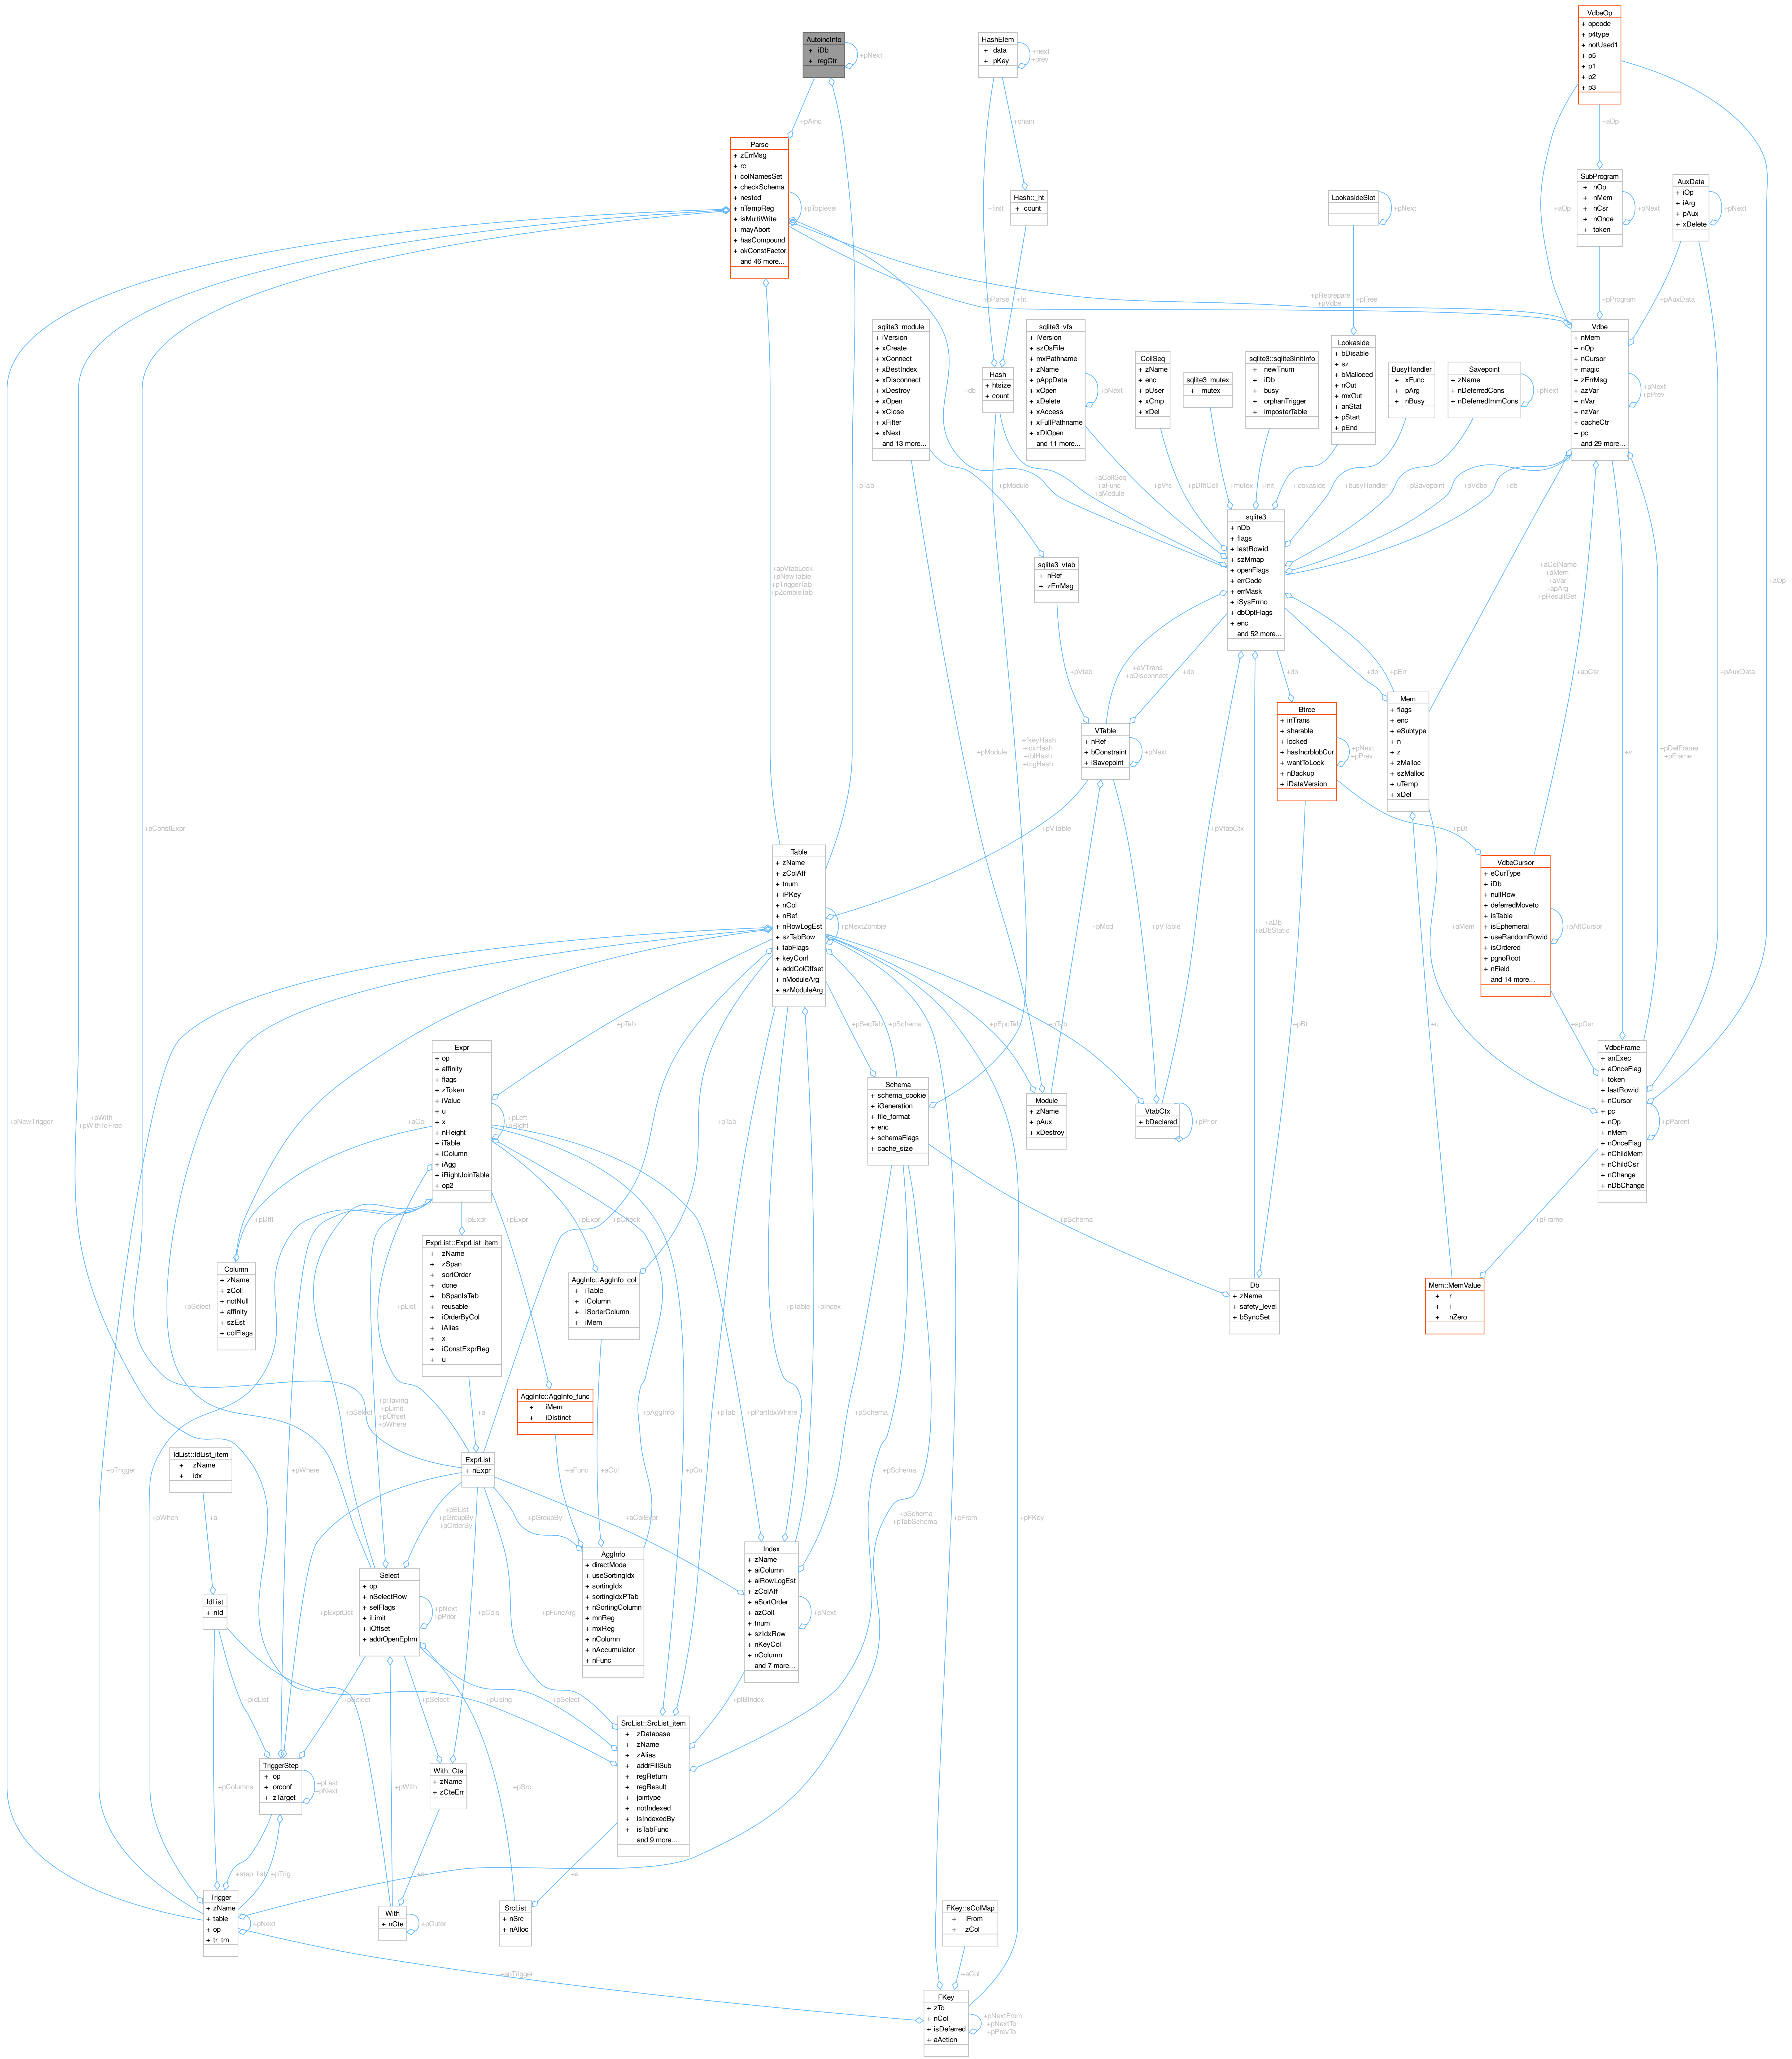 VdbeOp
+ opcode
+ p4type
+ notUsed1
+ p5
+ p1
+ p2
+ p3
AutoincInfo
+ iDb
+ regCtr
+pNext
HashElem
+ data
+ pKey
+next
+prev
+pAinc
+chain
+aOp
Parse
+ zErrMsg
+ rc
+ colNamesSet
+ checkSchema
+ nested
+ nTempReg
+ isMultiWrite
+ mayAbort
+ hasCompound
+ okConstFactor
and 46 more...
+pToplevel
+first
Hash::_ht
+ count
LookasideSlot
+pNext
SubProgram
+ nOp
+ nMem
+ nCsr
+ nOnce
+ token
+pNext
AuxData
+ iOp
+ iArg
+ pAux
+ xDelete
+pNext
+aOp
+pParse
+ht
+pFree
+pReprepare
+pVdbe
+pProgram
+pAuxData
sqlite3_module
+ iVersion
+ xCreate
+ xConnect
+ xBestIndex
+ xDisconnect
+ xDestroy
+ xOpen
+ xClose
+ xFilter
+ xNext
and 13 more...
+db
Hash
+ htsize
+ count
sqlite3_vfs
+ iVersion
+ szOsFile
+ mxPathname
+ zName
+ pAppData
+ xOpen
+ xDelete
+ xAccess
+ xFullPathname
+ xDlOpen
and 11 more...
+pNext
CollSeq
+ zName
+ enc
+ pUser
+ xCmp
+ xDel
sqlite3_mutex
+ mutex
sqlite3::sqlite3InitInfo
+ newTnum
+ iDb
+ busy
+ orphanTrigger
+ imposterTable
Lookaside
+ bDisable
+ sz
+ bMalloced
+ nOut
+ mxOut
+ anStat
+ pStart
+ pEnd
BusyHandler
+ xFunc
+ pArg
+ nBusy
Savepoint
+ zName
+ nDeferredCons
+ nDeferredImmCons
+pNext
Vdbe
+ nMem
+ nOp
+ nCursor
+ magic
+ zErrMsg
+ azVar
+ nVar
+ nzVar
+ cacheCtr
+ pc
and 29 more...
+pNext
+pPrev
+pTab
+pModule
+aCollSeq
+aFunc
+aModule
+pVfs
+pDfltColl
+mutex
+init
+lookaside
+busyHandler
+pSavepoint
+pVdbe
+db
sqlite3
+ nDb
+ flags
+ lastRowid
+ szMmap
+ openFlags
+ errCode
+ errMask
+ iSysErrno
+ dbOptFlags
+ enc
and 52 more...
+apVtabLock
+pNewTable
+pTriggerTab
+pZombieTab
sqlite3_vtab
+ nRef
+ zErrMsg
+aColName
+aMem
+aVar
+apArg
+pResultSet
+aOp
+pVtab
+aVTrans
+pDisconnect
+db
+db
+db
+pErr
+apCsr
+pAuxData
Mem
+ flags
+ enc
+ eSubtype
+ n
+ z
+ zMalloc
+ szMalloc
+ uTemp
+ xDel
Btree
+ inTrans
+ sharable
+ locked
+ hasIncrblobCur
+ wantToLock
+ nBackup
+ iDataVersion
+pNext
+pPrev
VTable
+ nRef
+ bConstraint
+ iSavepoint
+pNext
+pModule
+fkeyHash
+idxHash
+tblHash
+trigHash
+v
+pDelFrame
+pFrame
+pConstExpr
+pVTable
+pVtabCtx
+pBt
Table
+ zName
+ zColAff
+ tnum
+ iPKey
+ nCol
+ nRef
+ nRowLogEst
+ szTabRow
+ tabFlags
+ keyConf
+ addColOffset
+ nModuleArg
+ azModuleArg
+pNextZombie
+pMod
+pVTable
+aDb
+aDbStatic
+aMem
VdbeCursor
+ eCurType
+ iDb
+ nullRow
+ deferredMoveto
+ isTable
+ isEphemeral
+ useRandomRowid
+ isOrdered
+ pgnoRoot
+ nField
and 14 more...
+pAltCursor
+pTab
+pSeqTab
+pSchema
+pEpoTab
+pTab
+pBt
+u
+apCsr
Expr
+ op
+ affinity
+ flags
+ zToken
+ iValue
+ u
+ x
+ nHeight
+ iTable
+ iColumn
+ iAgg
+ iRightJoinTable
+ op2
+pLeft
+pRight
VdbeFrame
+ anExec
+ aOnceFlag
+ token
+ lastRowid
+ nCursor
+ pc
+ nOp
+ nMem
+ nOnceFlag
+ nChildMem
+ nChildCsr
+ nChange
+ nDbChange
+pParent
Schema
+ schema_cookie
+ iGeneration
+ file_format
+ enc
+ schemaFlags
+ cache_size
Module
+ zName
+ pAux
+ xDestroy
VtabCtx
+ bDeclared
+pPrior
+pNewTrigger
+pWith
+pWithToFree
+aCol
+pTab
+pDflt
+pExpr
+pExpr
+pExpr
+pCheck
+pSchema
+pFrame
ExprList::ExprList_item
+ zName
+ zSpan
+ sortOrder
+ done
+ bSpanIsTab
+ reusable
+ iOrderByCol
+ iAlias
+ x
+ iConstExprReg
+ u
Column
+ zName
+ zColl
+ notNull
+ affinity
+ szEst
+ colFlags
AggInfo::AggInfo_col
+ iTable
+ iColumn
+ iSorterColumn
+ iMem
Db
+ zName
+ safety_level
+ bSyncSet
Mem::MemValue
+ r
+ i
+ nZero
+pSelect
+pList
+pTable
+pIndex
AggInfo::AggInfo_func
+ iMem
+ iDistinct
+pSelect
+pHaving
+pLimit
+pOffset
+pWhere
+a
+pAggInfo
+pPartIdxWhere
+pSchema
IdList::IdList_item
+ zName
+ idx
ExprList
+ nExpr
+pTrigger
+pWhere
+aFunc
+aCol
+pOn
+pTab
+pSchema
+a
+pWhen
+pEList
+pGroupBy
+pOrderBy
+pGroupBy
+aColExpr
+pSchema
+pTabSchema
+pFrom
+pFKey
Index
+ zName
+ aiColumn
+ aiRowLogEst
+ zColAff
+ aSortOrder
+ azColl
+ tnum
+ szIdxRow
+ nKeyCol
+ nColumn
and 7 more...
+pNext
AggInfo
+ directMode
+ useSortingIdx
+ sortingIdx
+ sortingIdxPTab
+ nSortingColumn
+ mnReg
+ mxReg
+ nColumn
+ nAccumulator
+ nFunc
Select
+ op
+ nSelectRow
+ selFlags
+ iLimit
+ iOffset
+ addrOpenEphm
+pNext
+pPrior
IdList
+ nId
+pExprList
+pCols
+pFuncArg
+pIdList
+pSelect
+pSelect
+pUsing
+pSelect
+pIBIndex
SrcList::SrcList_item
+ zDatabase
+ zName
+ zAlias
+ addrFillSub
+ regReturn
+ regResult
+ jointype
+ notIndexed
+ isIndexedBy
+ isTabFunc
and 9 more...
TriggerStep
+ op
+ orconf
+ zTarget
+pLast
+pNext
With::Cte
+ zName
+ zCteErr
+pColumns
+pWith
+pSrc
+step_list
+pTrig
+a
+a
Trigger
+ zName
+ table
+ op
+ tr_tm
+pNext
With
+ nCte
+pOuter
SrcList
+ nSrc
+ nAlloc
FKey::sColMap
+ iFrom
+ zCol
+apTrigger
+aCol
FKey
+ zTo
+ nCol
+ isDeferred
+ aAction
+pNextFrom
+pNextTo
+pPrevTo